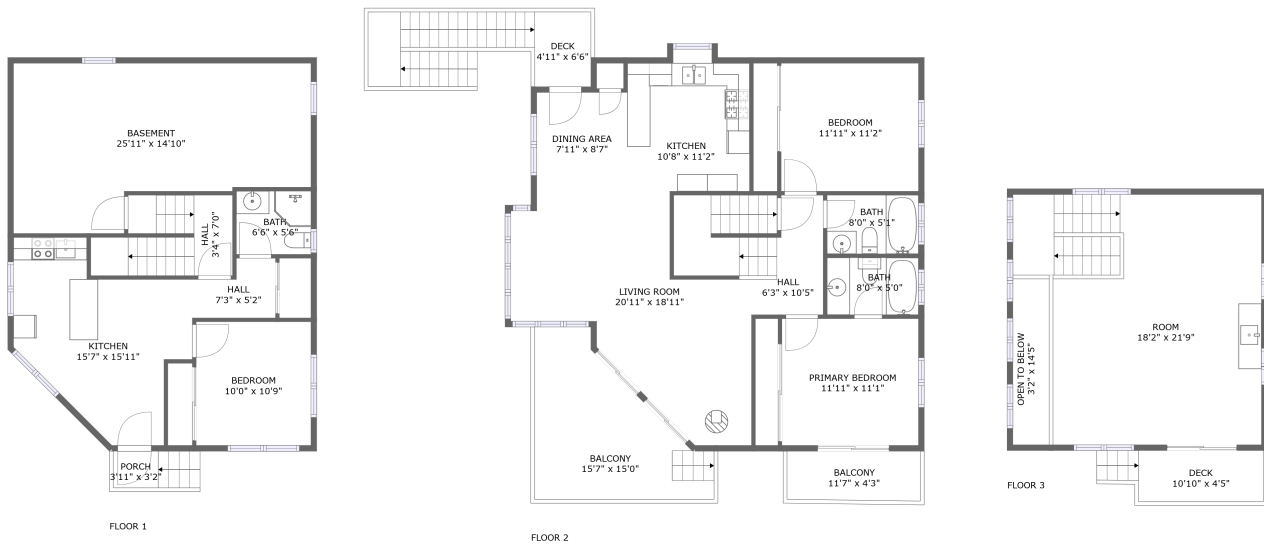 BASEMENT
25'11" x 14'10"
BATH
6'6" x 5'6"
HALL
3'4" x 7'0"
HALL
7'3" x 5'2"
KITCHEN
15'7" x 15'11"
BEDROOM
10'0" x 10'9"
PORCH
3'11" x 3'2"
FLOOR 1
DECK
4'11" x 6'6"
DINING AREA
7'11" x 8'7"
KITCHEN
10'8" x 11'2"
BEDROOM
11'11" x 11'2"
BATH
8'0" x 5'1"
BATH
8'0" x 5'0"
HALL
6'3" x 10'5"
LIVING ROOM
20'11" x 18'11"
PRIMARY BEDROOM
11'11" x 11'1"
BALCONY
15'7" x 15'0"
BALCONY
11'7" x 4'3"
FLOOR 2
ROOM
18'2" x 21'9"
OPEN TO BELOW
3'2" x 14'5"
DECK
10'10" x 4'5"
FLOOR 3